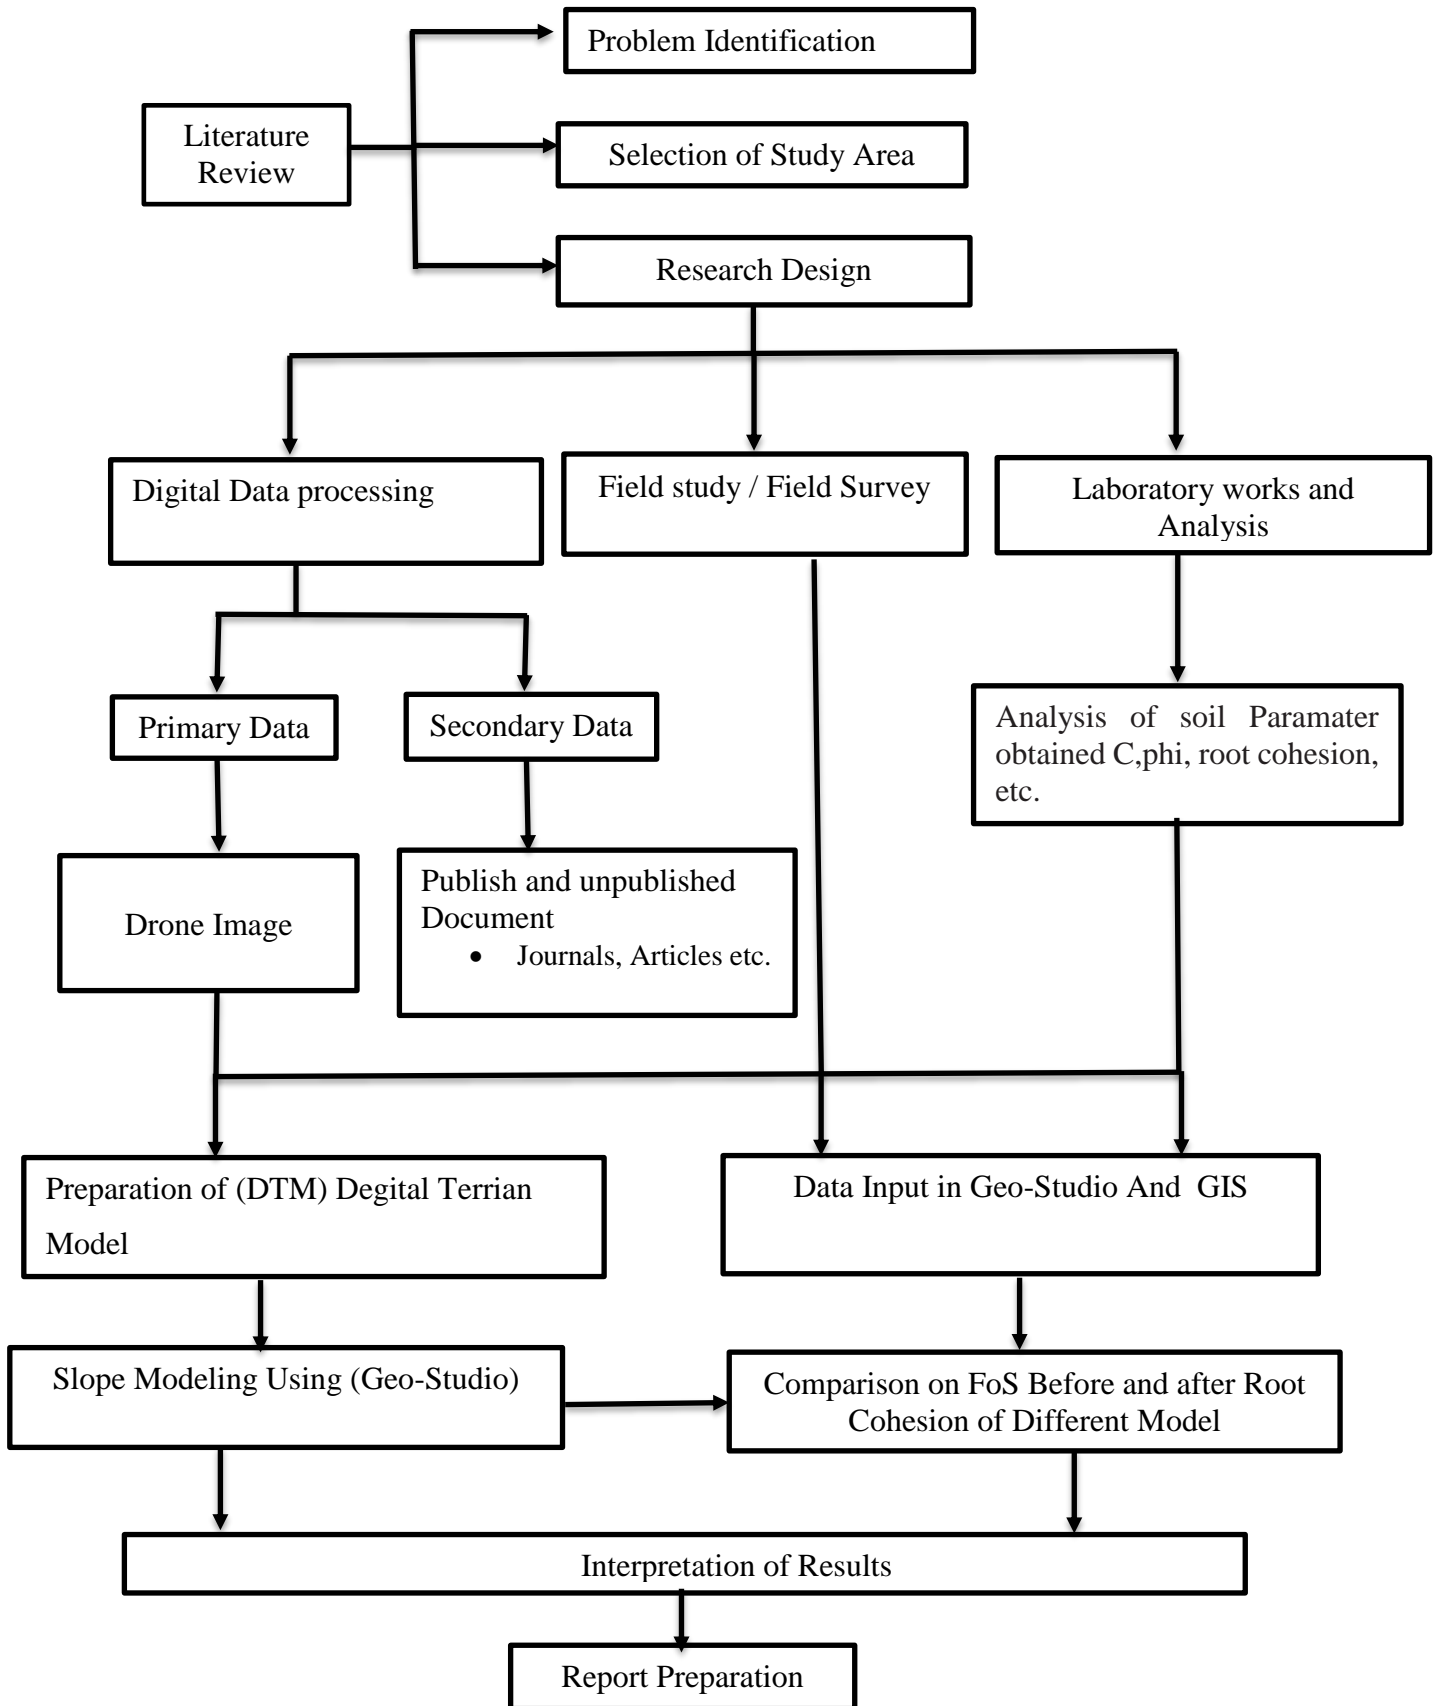 Problem Identification
Literature
Review
Selection of Study Area
Research Design
Digital Data processing
Field study / Field Survey
Laboratory works and
Analysis
Primary Data
Secondary Data
Analysis of soil Paramater
obtained C,phi, root cohesion,
etc.
Drone Image
Publish and unpublished
Document
• Journals, Articles etc.
Preparation of (DTM) Degital Terrian
Model
Data Input in Geo-Studio And GIS
Slope Modeling Using (Geo-Studio)
Comparison on FoS Before and after Root
Cohesion of Different Model
Interpretation of Results
Report Preparation